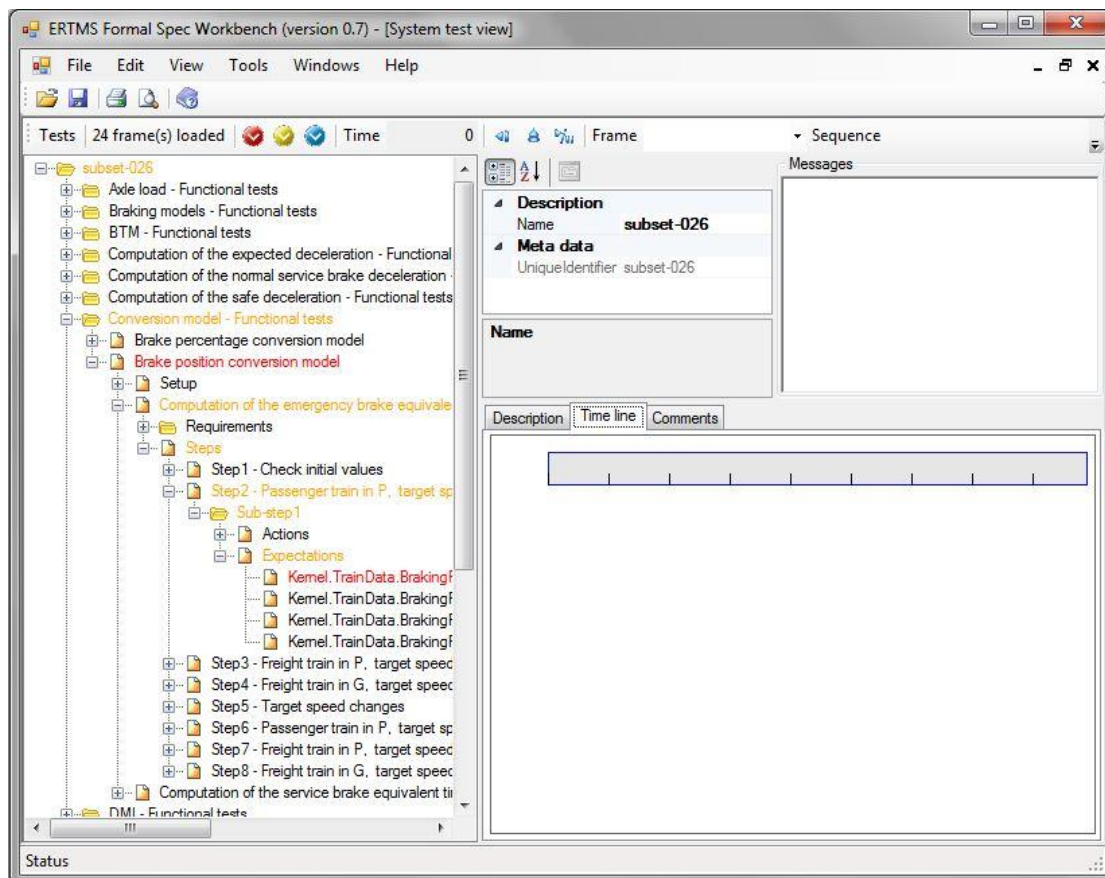 ERTMS Formal Spec Workbench (version 0.7) - [System test view]
File Edit View Tools Windows Help
Tests 24 frame(s) loaded Time 0 Frame Sequence
subset-026
Axle load - Functional tests
Braking models - Functional tests
BTM - Functional tests
Computation of the expected deceleration - Functional
Computation of the normal service brake deceleration -
Computation of the safe deceleration - Functional tests
Conversion model - Functional tests
Brake percentage conversion model
Brake position conversion model
Setup
Computation of the emergency brake equivale
Requirements
Steps
Step1 - Check initial values
Step2 - Passenger train in P, target sp
Sub-step1
Actions
Expectations
Kernel.TrainData.BrakingP
Kernel.TrainData.BrakingP
Kernel.TrainData.BrakingP
Kernel.TrainData.BrakingP
Step3 - Freight train in P, target speed
Step4 - Freight train in G, target speed
Step5 - Target speed changes
Step6 - Passenger train in P, target sp
Step7 - Freight train in P, target speed
Step8 - Freight train in G, target speed
Computation of the service brake equivalent ti
DMI - Functional tests
Description
Name subset-026
Meta data
UniqueIdentifier subset-026
Name
Messages
Description Time line Comments
Status